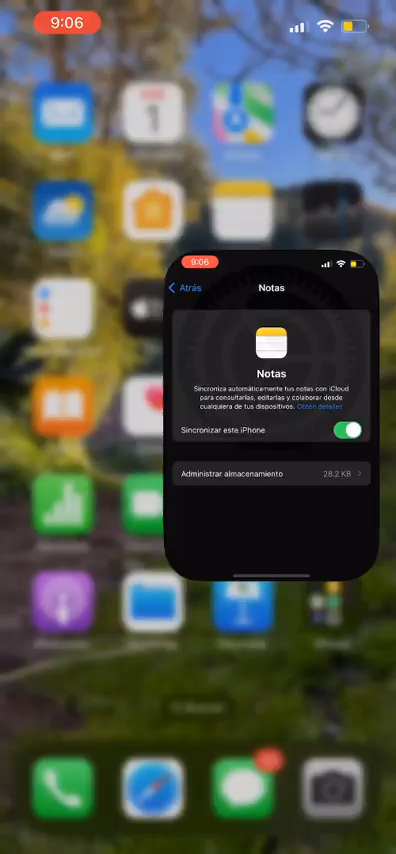 9:06
1
9:06
Atrás
Notas
Notas
Sincroniza automáticamente tus notas con iCloud
para consultarlas, editarlas y colaborar desde
cualquiera de tus dispositivos. Obtén detalles
Sincronizar este iPhone
Administrar almacenamiento 28.2 KB